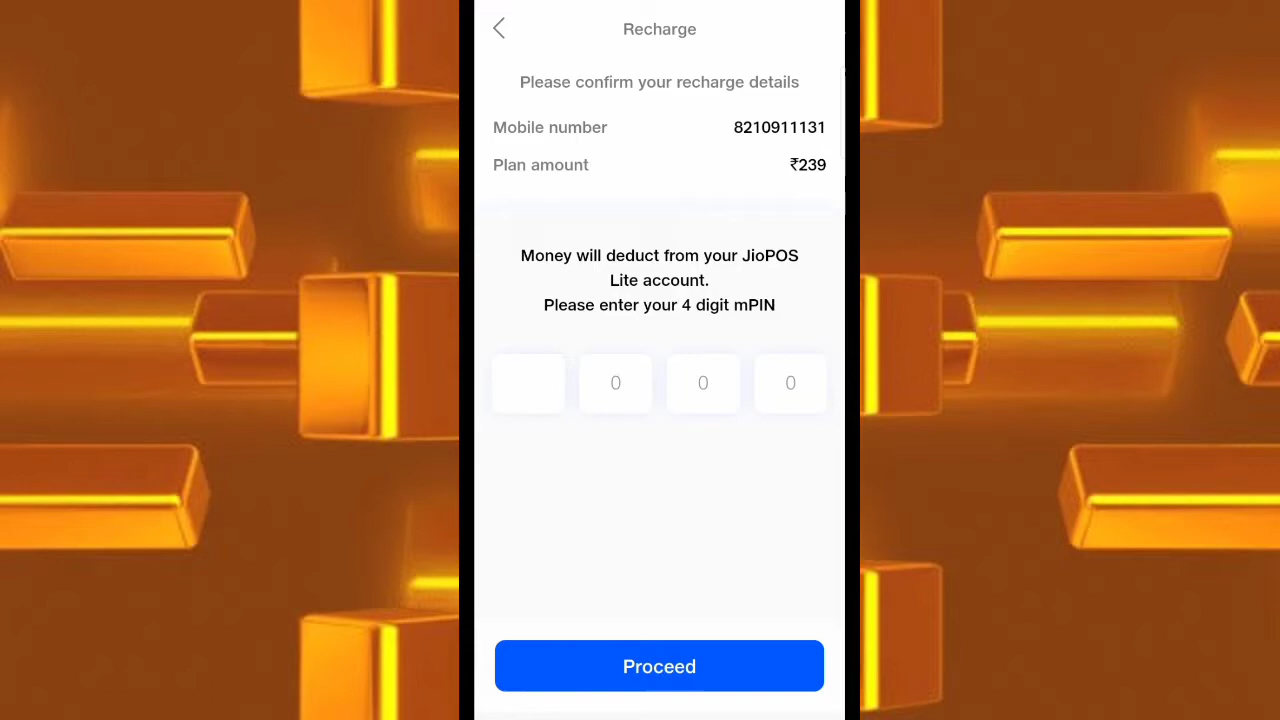 Recharge
Please confirm your recharge details
Mobile number 8210911131
Plan amount ₹239
Money will deduct from your JioPOS
Lite account.
Please enter your 4 digit mPIN
0 0 0
Proceed